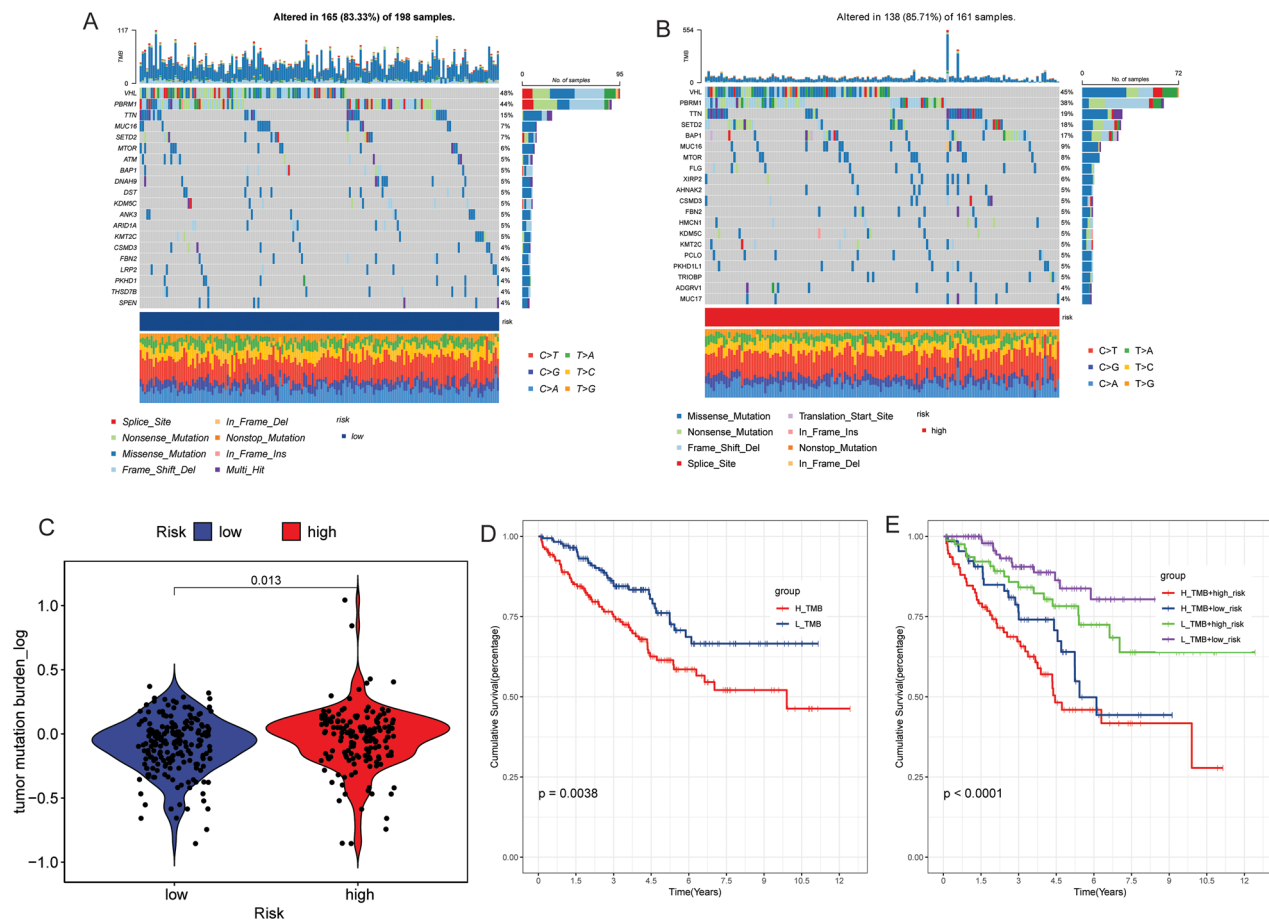 A
Altered in 165 (83.33%) of 198 samples.
117
TMB
0
No. of samples
0
95
VHL 48%
PBRM1 44%
TTN 15%
MUC16 7%
SETD2 7%
MTOR 6%
ATM 5%
BAP1 5%
DNAH9 5%
DST 5%
KDM5C 5%
ANK3 5%
ARID1A 5%
KMT2C 5%
CSMD3 4%
FBN2 4%
LRP2 4%
PKHD1 4%
THSD7B 4%
SPEN 4%
risk
C>T T>A
C>G T>C
C>A T>G
Splice_Site In_Frame_Del risk
Nonsense_Mutation Nonstop_Mutation low
Missense_Mutation In_Frame_Ins
Frame_Shift_Del Multi_Hit
B
Altered in 138 (85.71%) of 161 samples.
554
TMB
0
No. of samples
0
72
VHL 45%
PBRM1 38%
TTN 19%
SETD2 18%
BAP1 17%
MUC16 9%
MTOR 8%
FLG 6%
XIRP2 6%
AHNAK2 5%
CSMD3 5%
FBN2 5%
HMCN1 5%
KDM5C 5%
KMT2C 5%
PCLO 5%
PKHD1L1 5%
TRIOBP 5%
ADGRV1 4%
MUC17 4%
risk
C>T T>A
C>G T>C
C>A T>G
Missense_Mutation Translation_Start_Site risk
Nonsense_Mutation In_Frame_Ins high
Frame_Shift_Del Nonstop_Mutation
Splice_Site In_Frame_Del
C
Risk low high
0.013
1.0
0.5
0.0
−0.5
−1.0
tumor mutation burden_log
low high
Risk
D
1.00
0.75
0.50
0.25
0.00
Cumulative Survival(percentage)
group
H_TMB
L_TMB
p = 0.0038
0 1.5 3 4.5 6 7.5 9 10.5 12
Time(Years)
E
1.00
0.75
0.50
0.25
0.00
Cumulative Survival(percentage)
group
H_TMB+high_risk
H_TMB+low_risk
L_TMB+high_risk
L_TMB+low_risk
p < 0.0001
0 1.5 3 4.5 6 7.5 9 10.5 12
Time(Years)